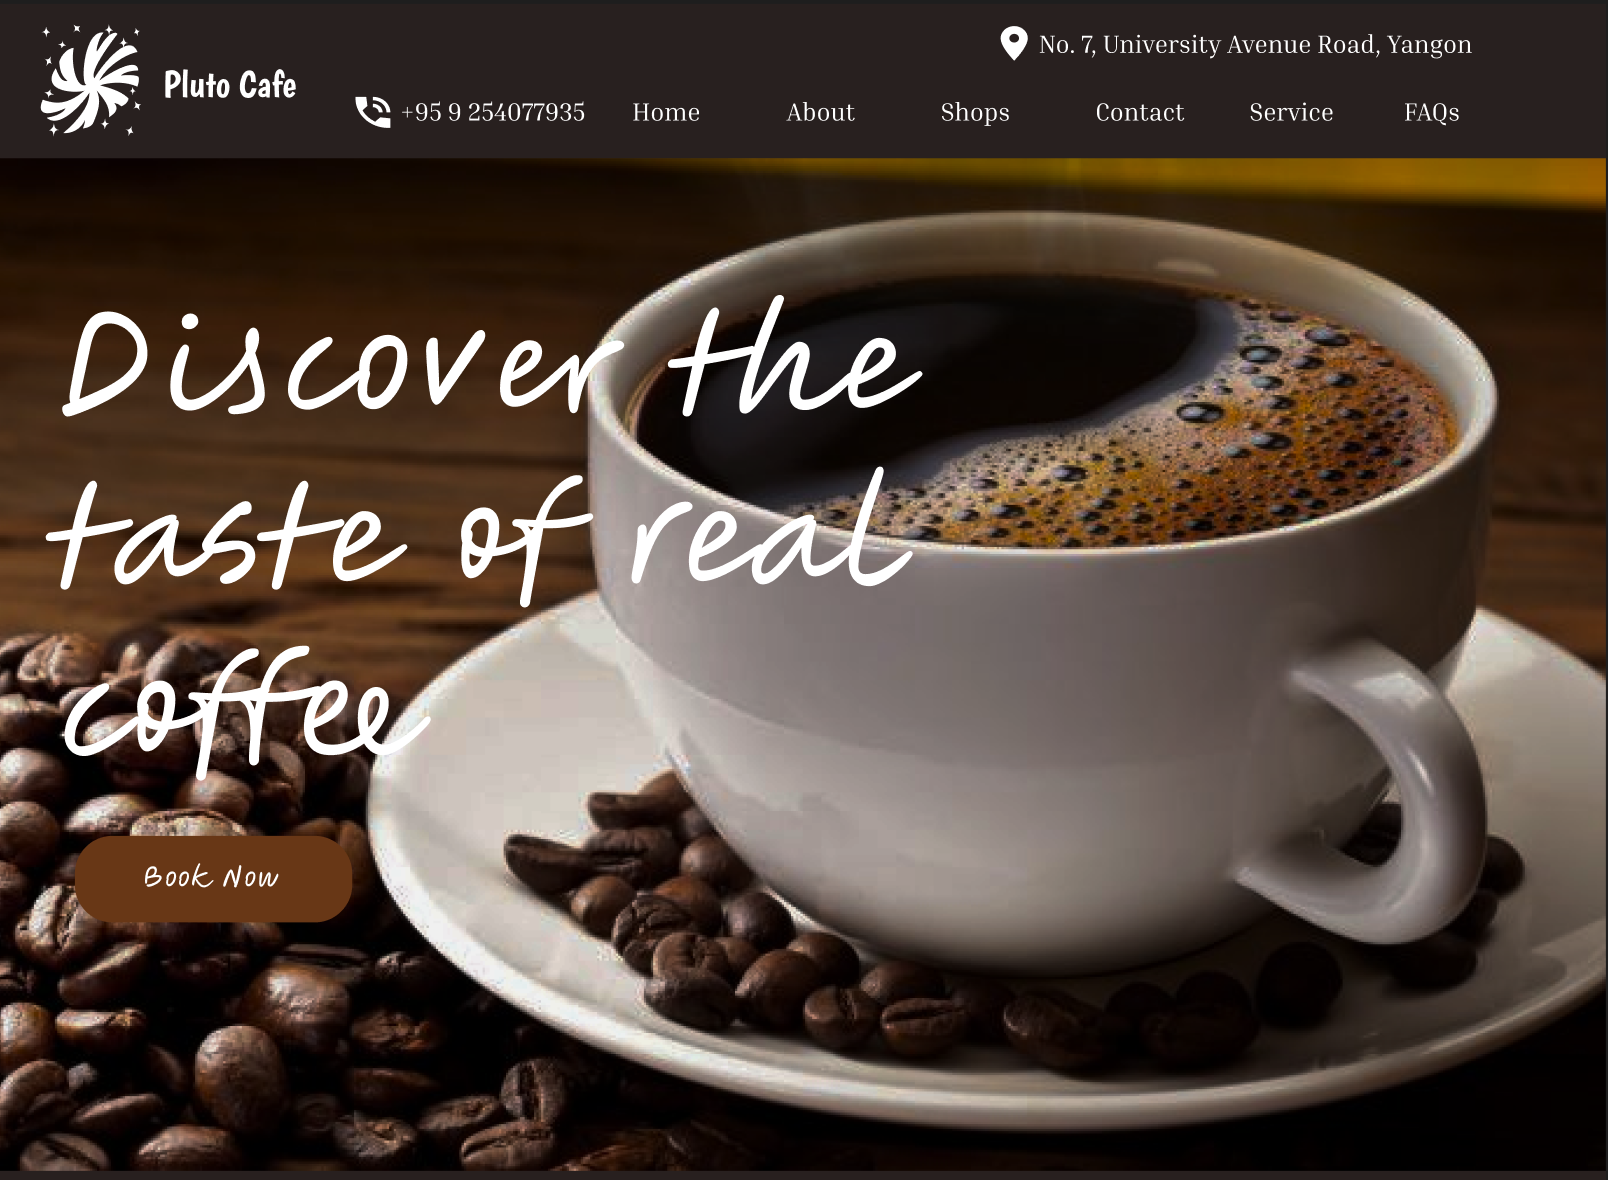 Pluto Cafe
No. 7, University Avenue Road, Yangon
+95 9 254077935
Home
About
Shops
Contact
Service
FAQs
Discover the
taste of real
coffee
Book Now